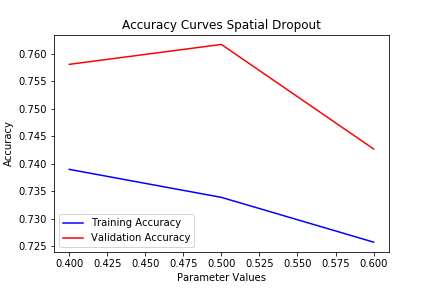 Accuracy Curves Spatial Dropout
0.760
0.755
0.750
0.745
0.740
0.735
0.730
0.725
Accuracy
Training Accuracy
Validation Accuracy
0.400 0.425 0.450 0.475 0.500 0.525 0.550 0.575 0.600
Parameter Values